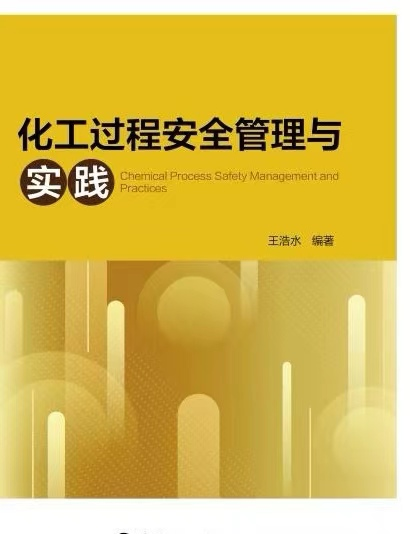 化工过程安全管理与
实践
Chemical Process Safety Management and
Practices
王浩水 编著